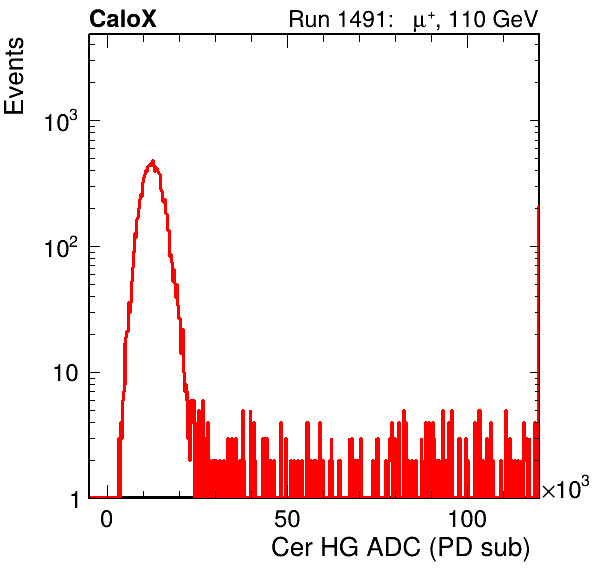 CaloX Run 1491: μ⁺, 110 GeV
Events
10³
10²
10
1
0 50 100 ×10³
Cer HG ADC (PD sub)